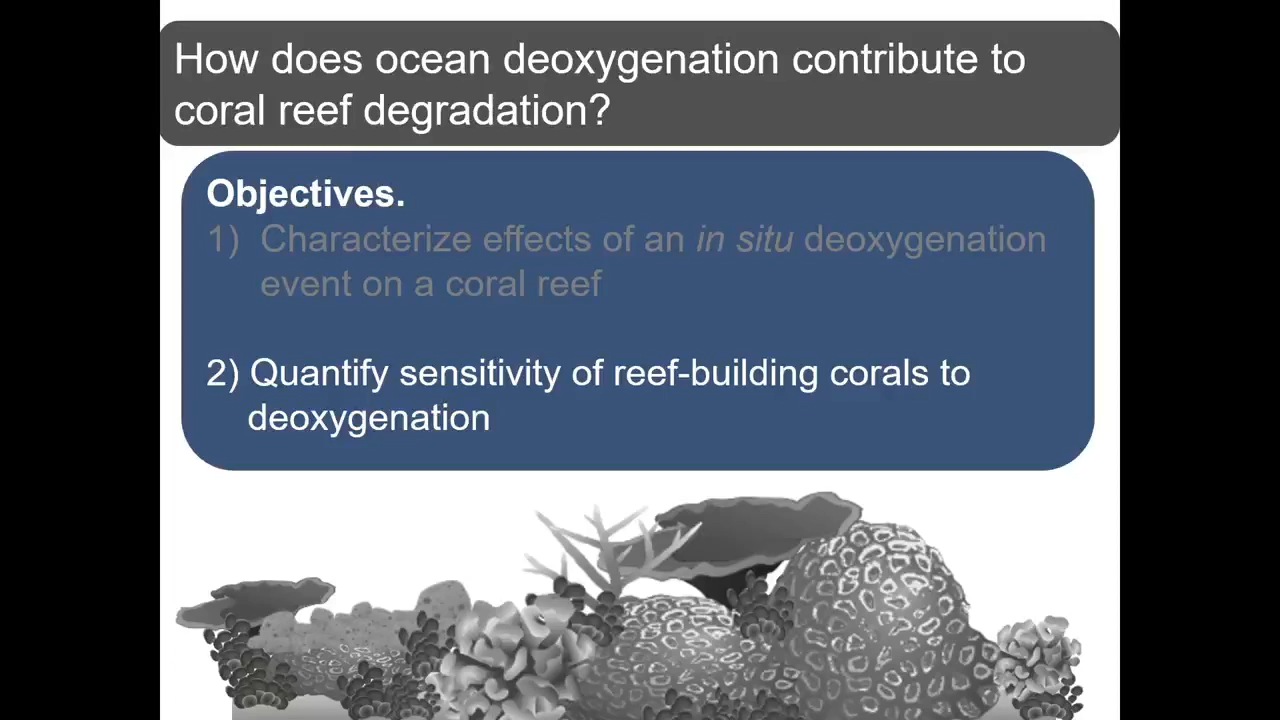 How does ocean deoxygenation contribute to
coral reef degradation?
Objectives.
1) Characterize effects of an in situ deoxygenation
event on a coral reef
2) Quantify sensitivity of reef-building corals to
deoxygenation